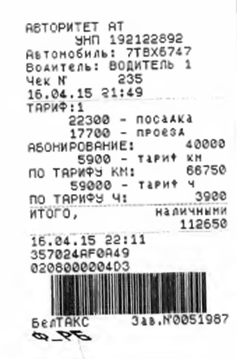 АВТОРИТЕТ АТ
УНП 192122892
Автомобиль: 7ТВХ6747
Водитель: ВОДИТЕЛЬ 1
Чек N 235
16.04.15 21:49
ТАРИФ:1
22300 - посадка
17700 - проезд
АБОНИРОВАНИЕ: 40000
5900 - тариф км
ПО ТАРИФУ КМ: 66750
59000 - тариф ч
ПО ТАРИФУ Ч: 3900
ИТОГО, наличными
112650
16.04.15 22:11
357024AF0A49
0208000004D3
БелТАКС Зав.N0051987
Ф_РБ